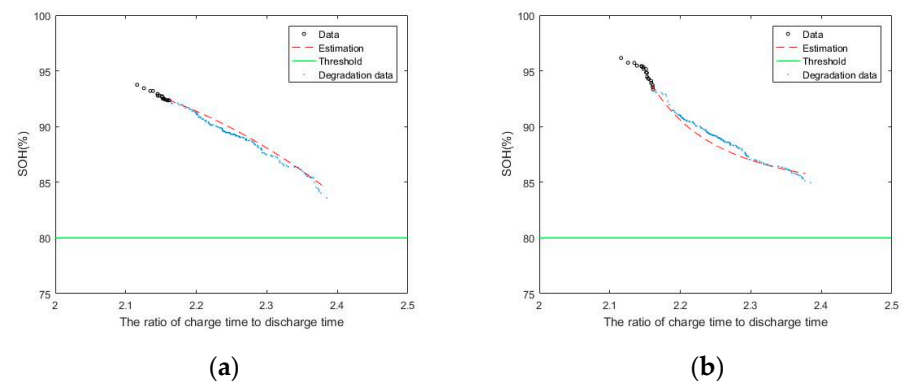 100
95
90
85
80
75
SOH(%)
2
2.1
2.2
2.3
2.4
2.5
The ratio of charge time to discharge time
Data
Estimation
Threshold
Degradation data
(a)
100
95
90
85
80
75
SOH(%)
2
2.1
2.2
2.3
2.4
2.5
The ratio of charge time to discharge time
Data
Estimation
Threshold
Degradation data
(b)